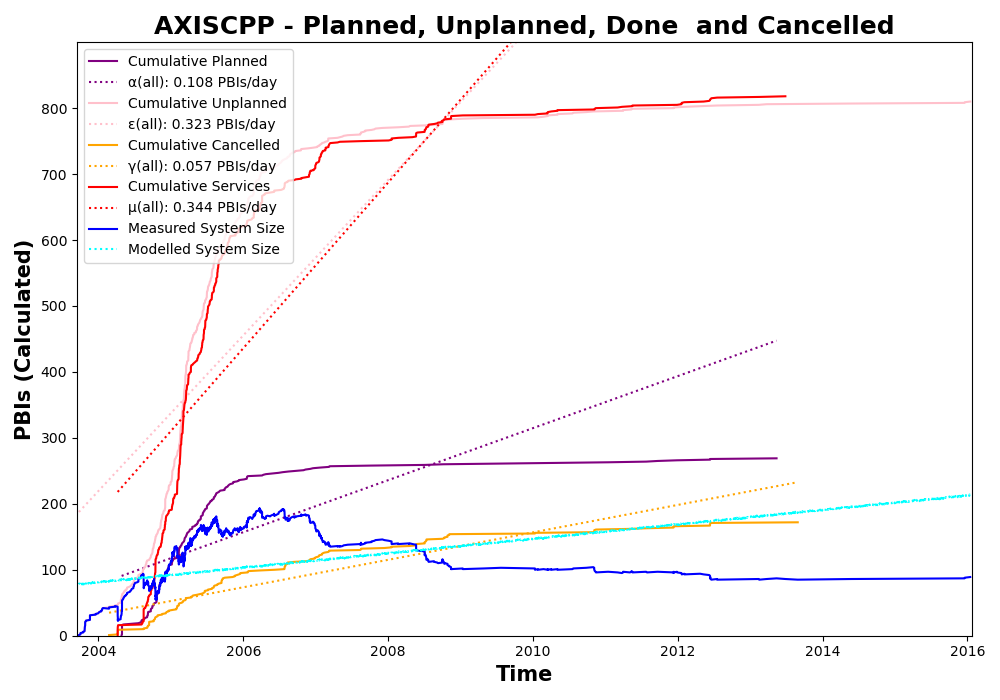 AXISCPP - Planned, Unplanned, Done  and Cancelled
Cumulative Planned
α(all): 0.108 PBIs/day
Cumulative Unplanned
ε(all): 0.323 PBIs/day
Cumulative Cancelled
γ(all): 0.057 PBIs/day
Cumulative Services
μ(all): 0.344 PBIs/day
Measured System Size
Modelled System Size
PBIs (Calculated)
800
700
600
500
400
300
200
100
0
2004 2006 2008 2010 2012 2014 2016
Time